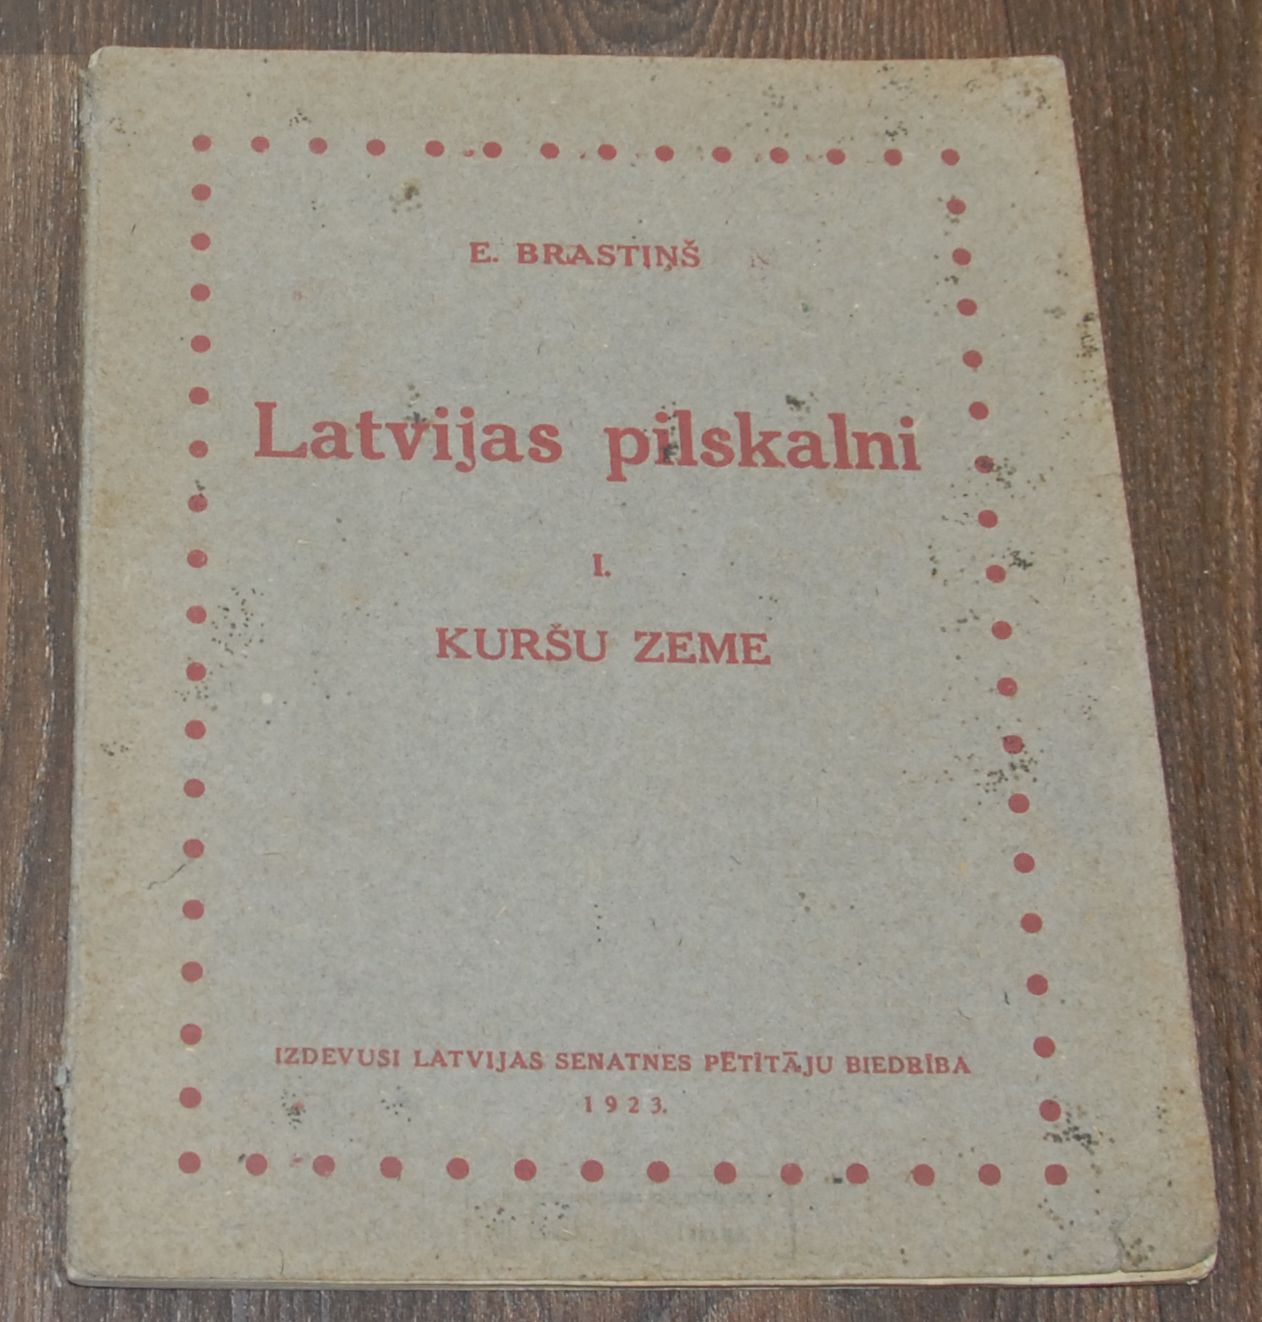 E. BRASTIŅŠ
Latvijas pilskalni
I.
KURŠU ZEME
IZDEVUSI LATVIJAS SENATNES PĒTĪTĀJU BIEDRĪBA
1923.